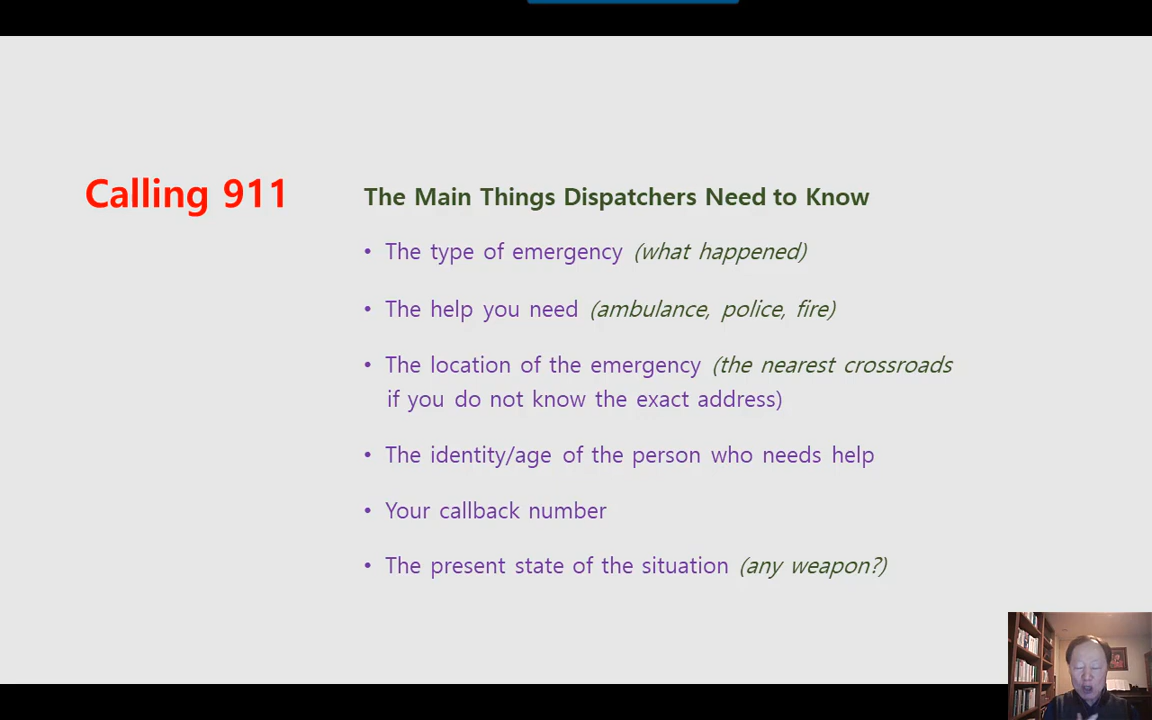 Calling 911
The Main Things Dispatchers Need to Know
• The type of emergency (what happened)
• The help you need (ambulance, police, fire)
• The location of the emergency (the nearest crossroads
if you do not know the exact address)
• The identity/age of the person who needs help
• Your callback number
• The present state of the situation (any weapon?)